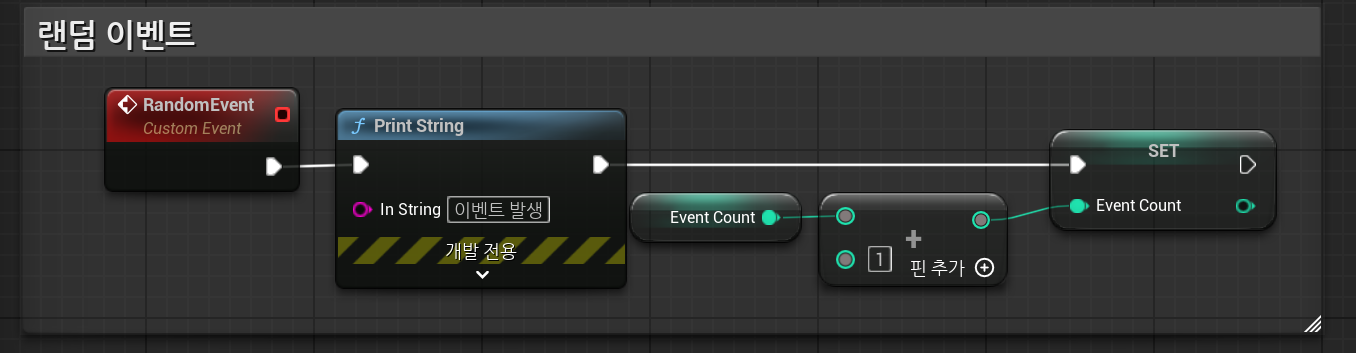 랜덤 이벤트
RandomEvent
Custom Event
Print String
In String 이벤트 발생
개발 전용
Event Count
1
핀 추가
SET
Event Count